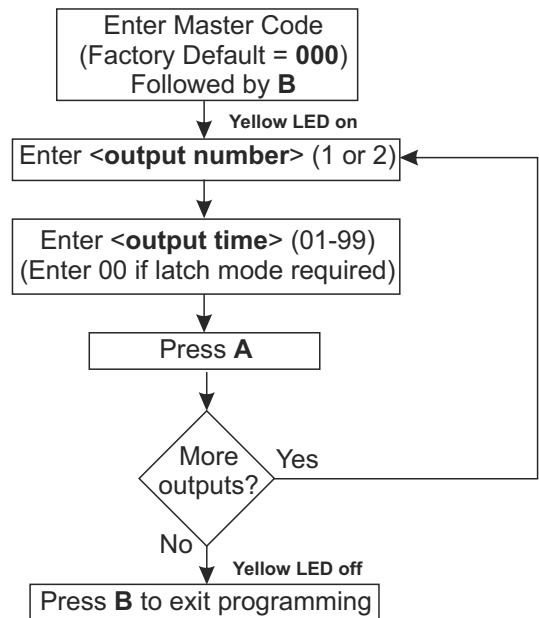 Enter Master Code
(Factory Default = 000)
Followed by B
Yellow LED on
Enter <output number> (1 or 2)
Enter <output time> (01-99)
(Enter 00 if latch mode required)
Press A
More
outputs?
Yes
No
Yellow LED off
Press B to exit programming